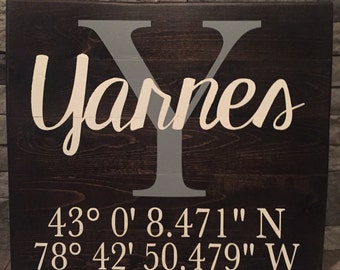 Y
Yarnes
43° 0' 8.471" N
78° 42' 50.479" W